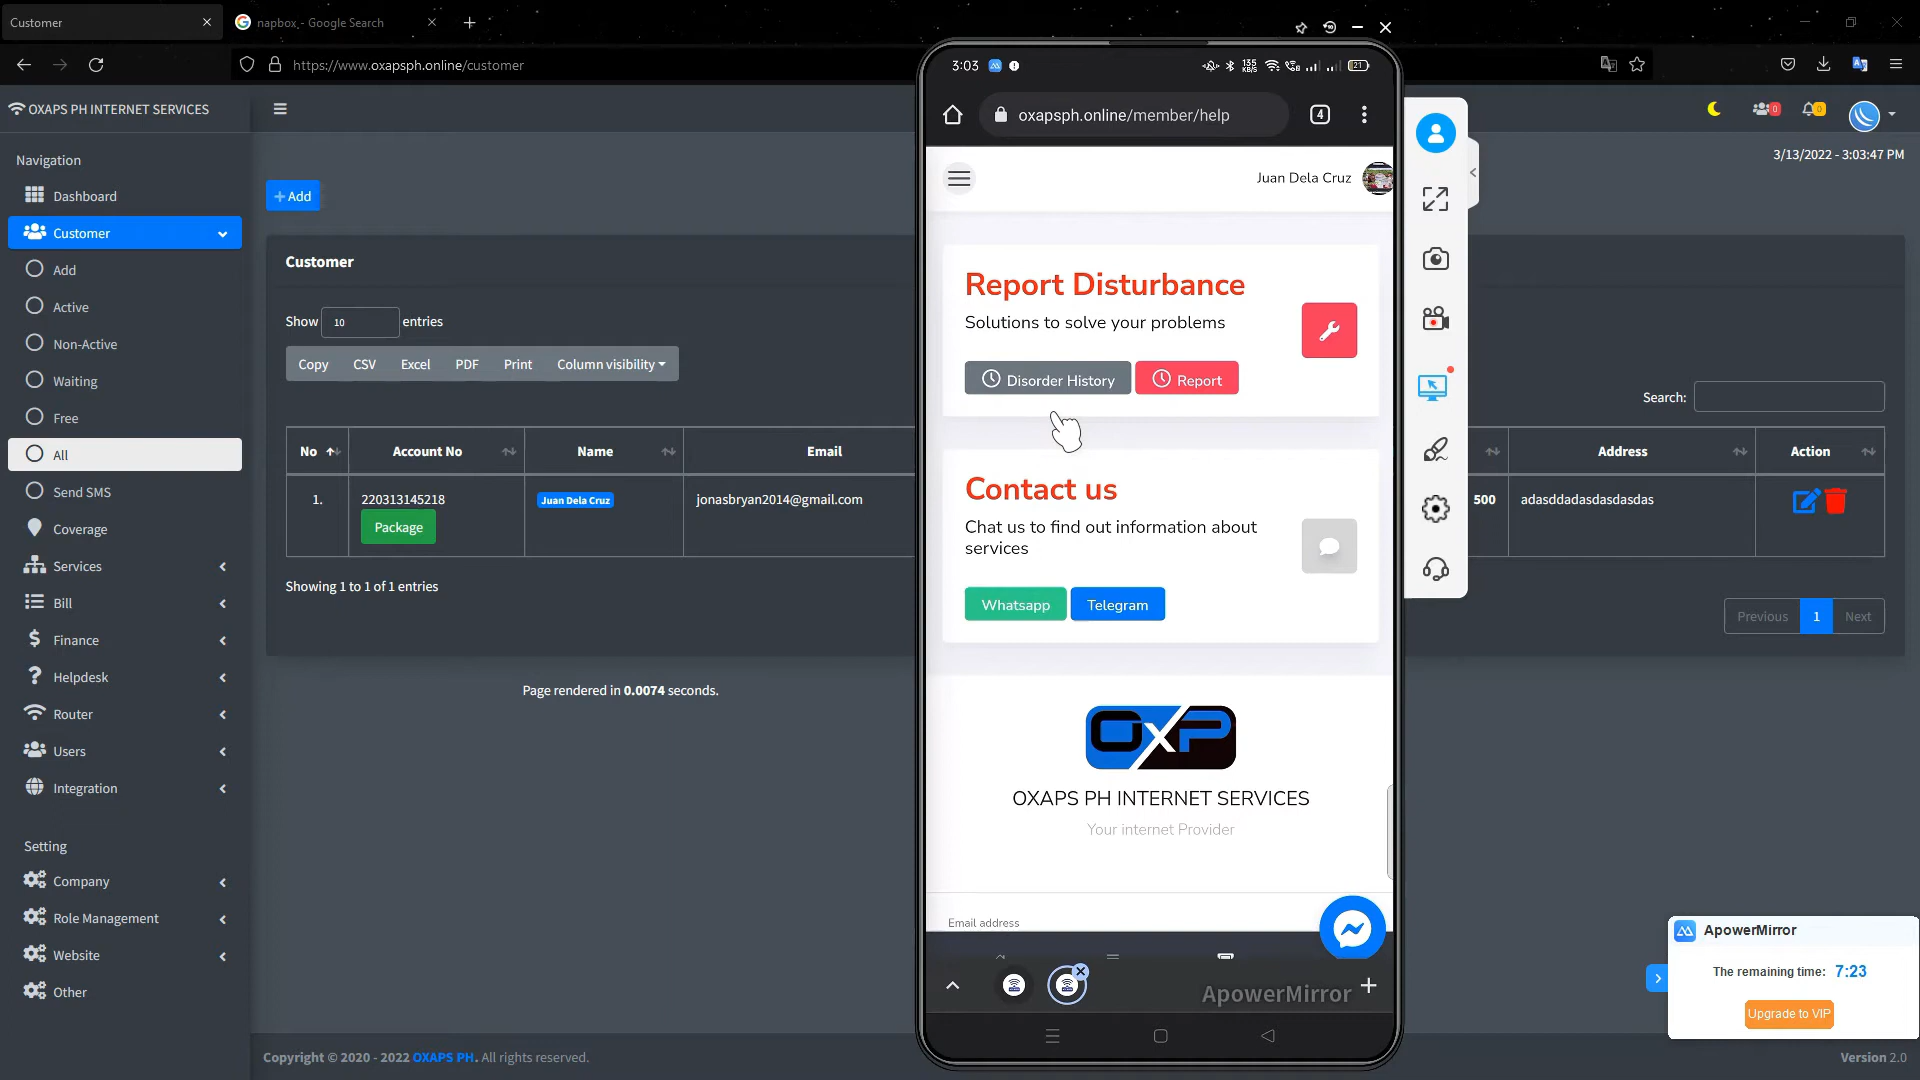 Customer
napbox, - Google Search
https://www.oxapsph.online/customer
OXAPS PH INTERNET SERVICES
0
0
3/13/2022 - 3:03:47 PM
Navigation
Dashboard
Customer
Add
Active
Non-Active
Waiting
Free
All
Send SMS
Coverage
Services
Bill
Finance
Helpdesk
Router
Users
Integration
Setting
Company
Role Management
Website
Other
+ Add
Customer
Show 10 entries
Copy CSV Excel PDF Print Column visibility
Search:
No Account No Name Email Address Action
1. 220313145218 Juan Dela Cruz jonasbryan2014@gmail.com 500 adasddadasdasdasdas
Package
Showing 1 to 1 of 1 entries
Previous 1 Next
Page rendered in 0.0074 seconds.
Copyright © 2020 - 2022 OXAPS PH. All rights reserved.
Version 2.0
3:03
135 KB/S
21
oxapsph.online/member/help
4
Juan Dela Cruz
Report Disturbance
Solutions to solve your problems
Disorder History Report
Contact us
Chat us to find out information about
services
Whatsapp Telegram
OXP
OXAPS PH INTERNET SERVICES
Your internet Provider
Email address
ApowerMirror
ApowerMirror
The remaining time: 7:23
Upgrade to VIP